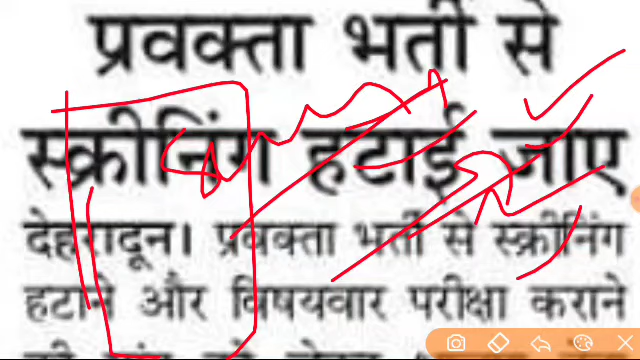 प्रवक्ता भर्ती से
स्क्रीनिंग हटाई जाए
देहरादून। प्रवक्ता भर्ती से स्क्रीनिंग
हटाने और विषयवार परीक्षा कराने